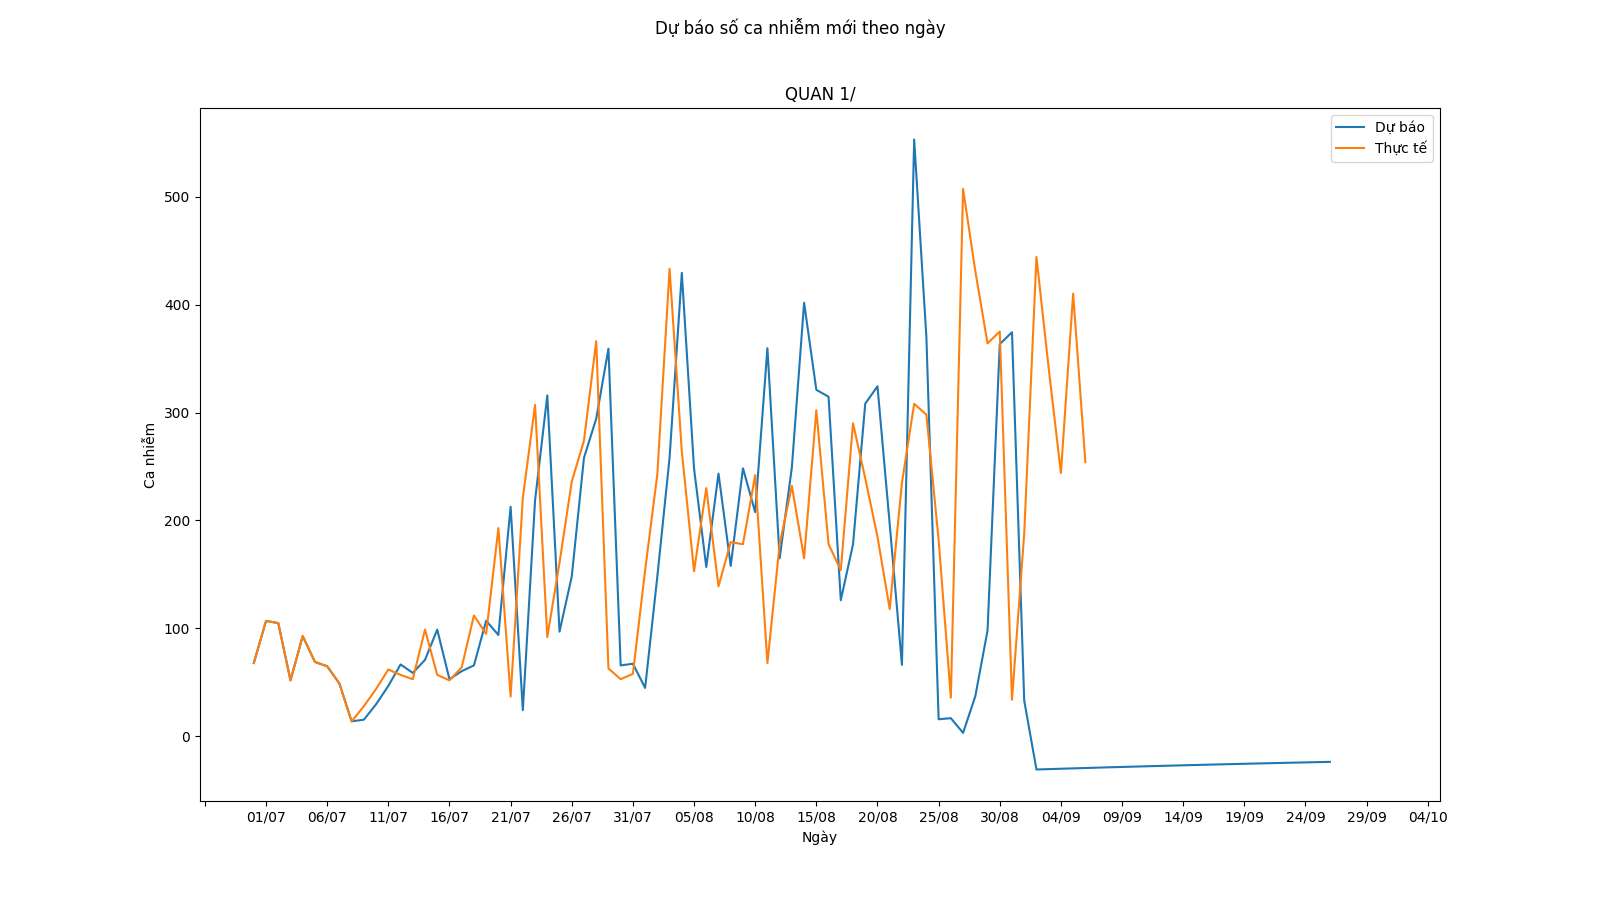 Dự báo số ca nhiễm mới theo ngày
QUAN 1/
Dự báo
Thực tế
500
400
300
200
100
0
Ca nhiễm
01/07 06/07 11/07 16/07 21/07 26/07 31/07 05/08 10/08 15/08 20/08 25/08 30/08 04/09 09/09 14/09 19/09 24/09 29/09 04/10
Ngày